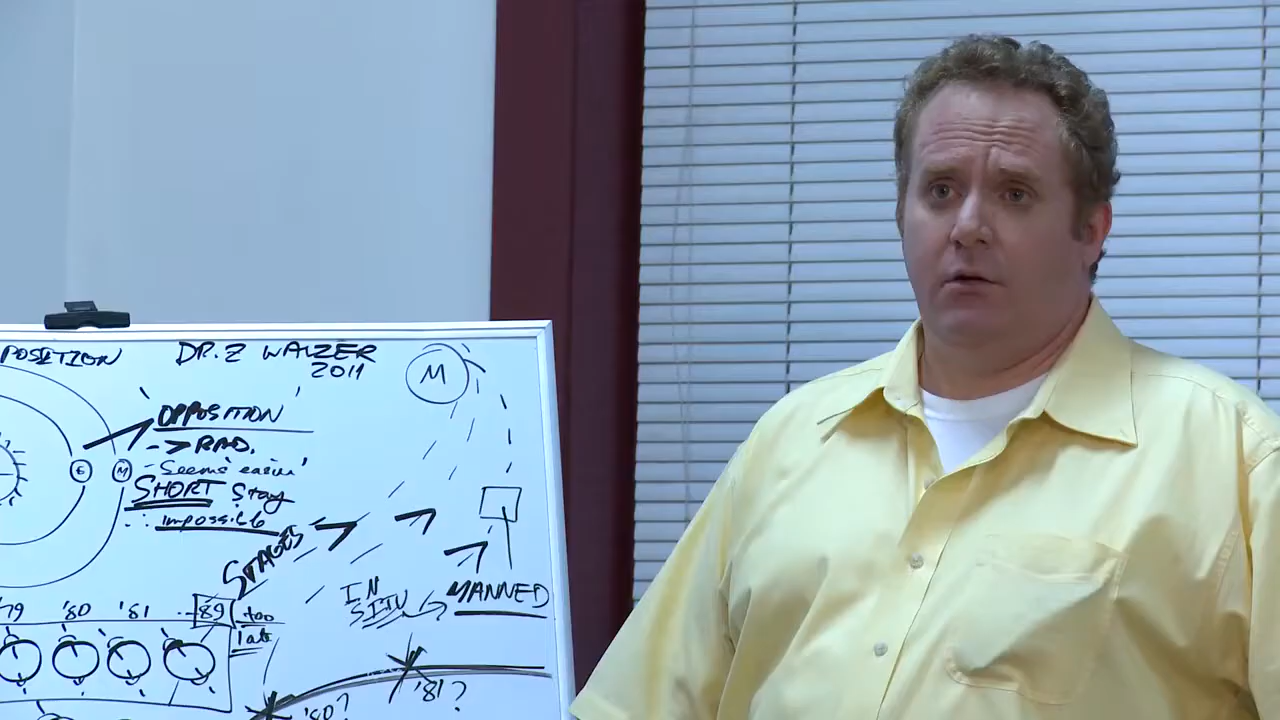 POSITION
DR. Z WALZER
2011
M
OPPOSITION
-> RAD.
- Seems 'easier'
SHORT Stay
∴ impossible
E
M
STAGES
IN
SITU
MANNED
'79 '80 '81 ... '89 too
late
'80?
'81?